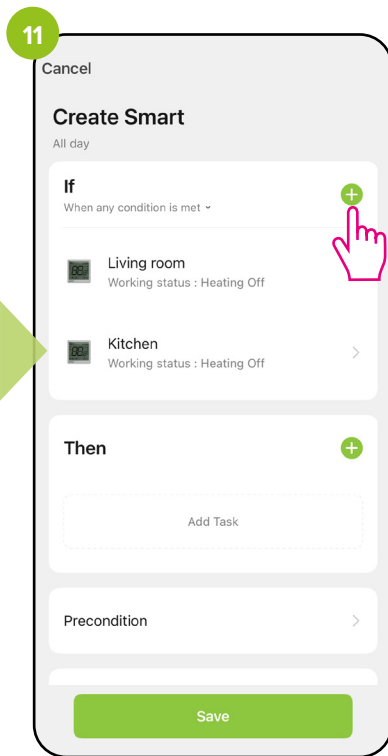 11
Cancel
Create Smart
All day
If
When any condition is met
Living room
Working status : Heating Off
Kitchen
Working status : Heating Off
Then
Add Task
Precondition
Save